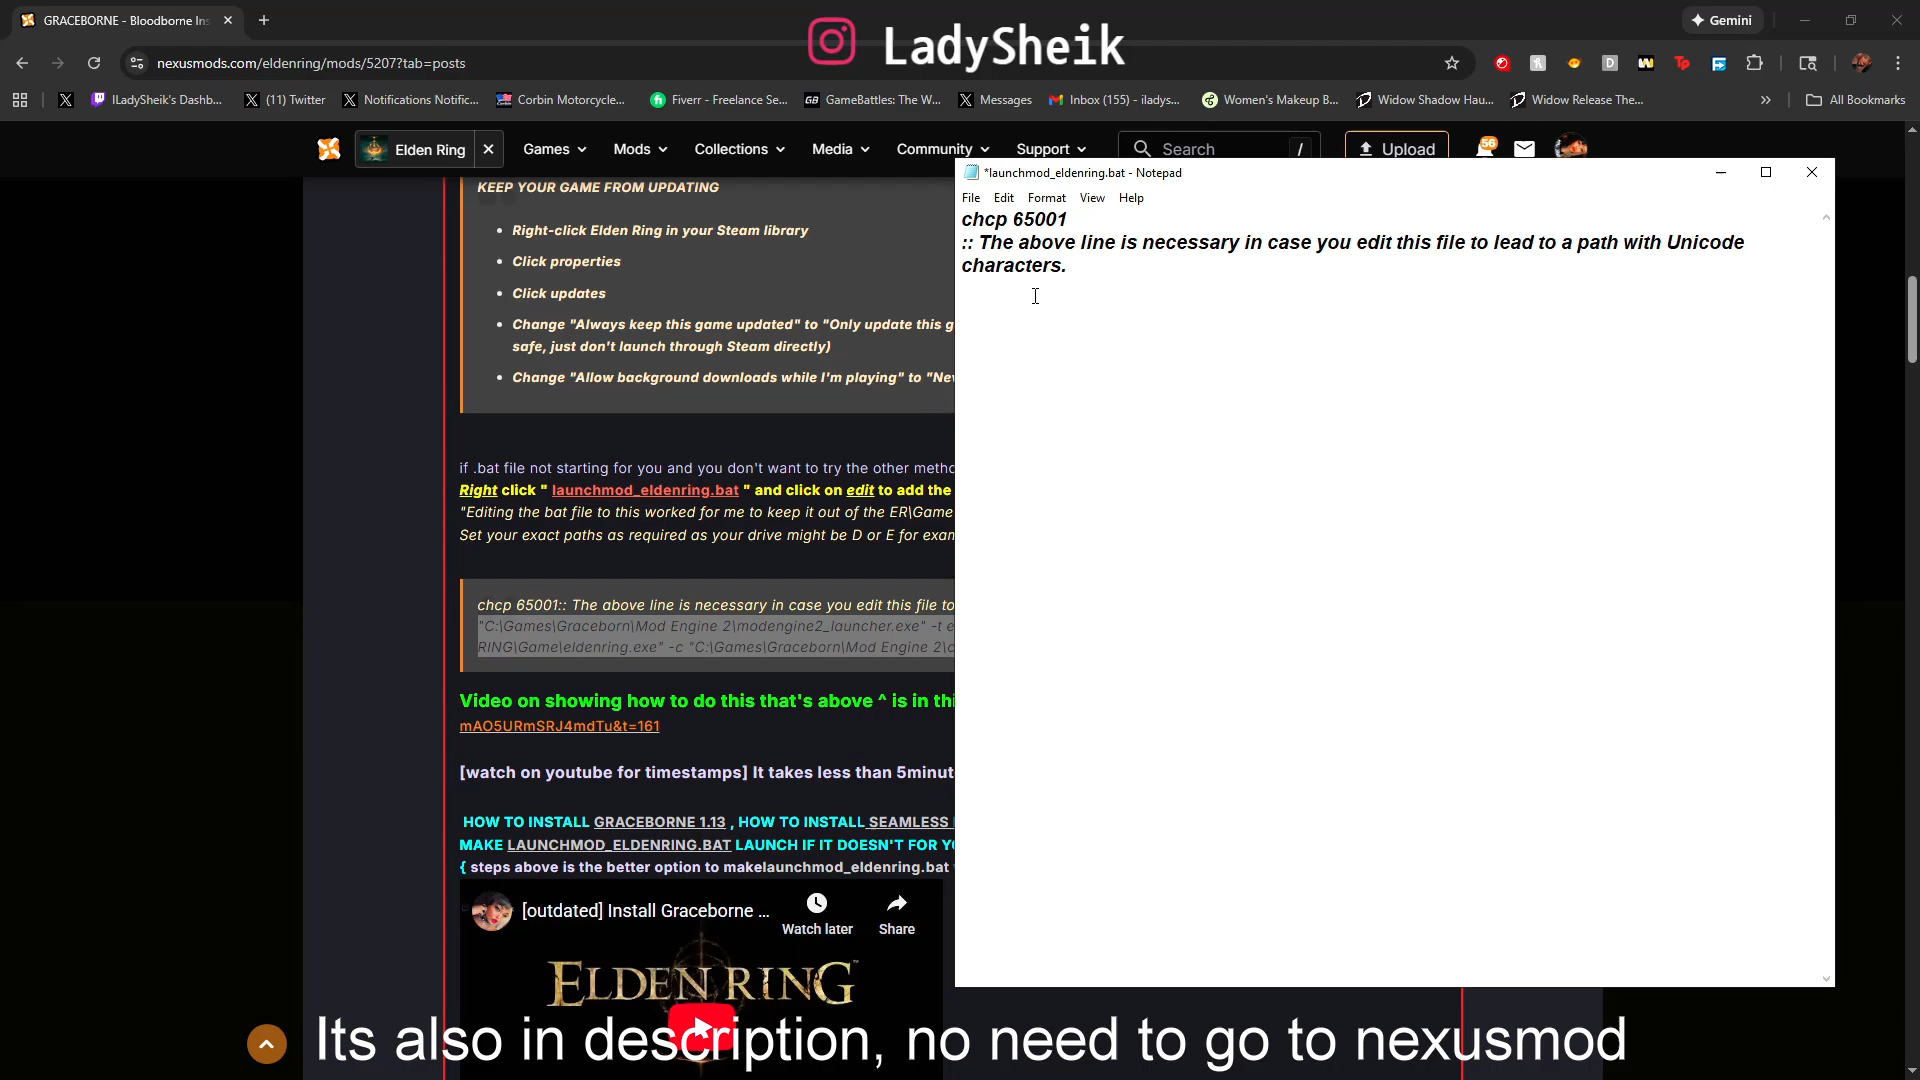 GRACEBORNE - Bloodborne Ins
Gemini
LadySheik
nexusmods.com/eldenring/mods/5207?tab=posts
ILadySheik's Dashb...
(11) Twitter
Notifications Notific...
Corbin Motorcycle...
Fiverr - Freelance Se...
GameBattles: The W...
Messages
Inbox (155) - iladys...
Women's Makeup B...
Widow Shadow Hau...
Widow Release The...
All Bookmarks
Elden Ring
Games
Mods
Collections
Media
Community
Support
Search
/
Upload
56
KEEP YOUR GAME FROM UPDATING
Right-click Elden Ring in your Steam library
Click properties
Click updates
Change "Always keep this game updated" to "Only update this g
safe, just don't launch through Steam directly)
Change "Allow background downloads while I'm playing" to "Nev
if .bat file not starting for you and you don't want to try the other metho
Right click " launchmod_eldenring.bat " and click on edit to add the
"Editing the bat file to this worked for me to keep it out of the ER\Game
Set your exact paths as required as your drive might be D or E for exam
chcp 65001:: The above line is necessary in case you edit this file to
"C:\Games\Graceborn\Mod Engine 2\modengine2_launcher.exe" -t e
RING\Game\eldenring.exe" -c "C:\Games\Graceborn\Mod Engine 2\c
Video on showing how to do this that's above ^ is in thi
mAO5URmSRJ4mdTu&t=161
[watch on youtube for timestamps] It takes less than 5minut
HOW TO INSTALL GRACEBORNE 1.13 , HOW TO INSTALL SEAMLESS
MAKE LAUNCHMOD_ELDENRING.BAT LAUNCH IF IT DOESN'T FOR YO
{ steps above is the better option to makelaunchmod_eldenring.bat
[outdated] Install Graceborne ...
Watch later
Share
ELDEN RING
*launchmod_eldenring.bat - Notepad
File Edit Format View Help
chcp 65001
:: The above line is necessary in case you edit this file to lead to a path with Unicode
characters.
Its also in description, no need to go to nexusmod